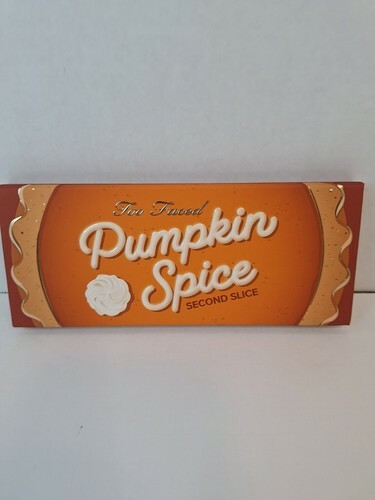 Too Faced
Pumpkin
Spice
SECOND SLICE